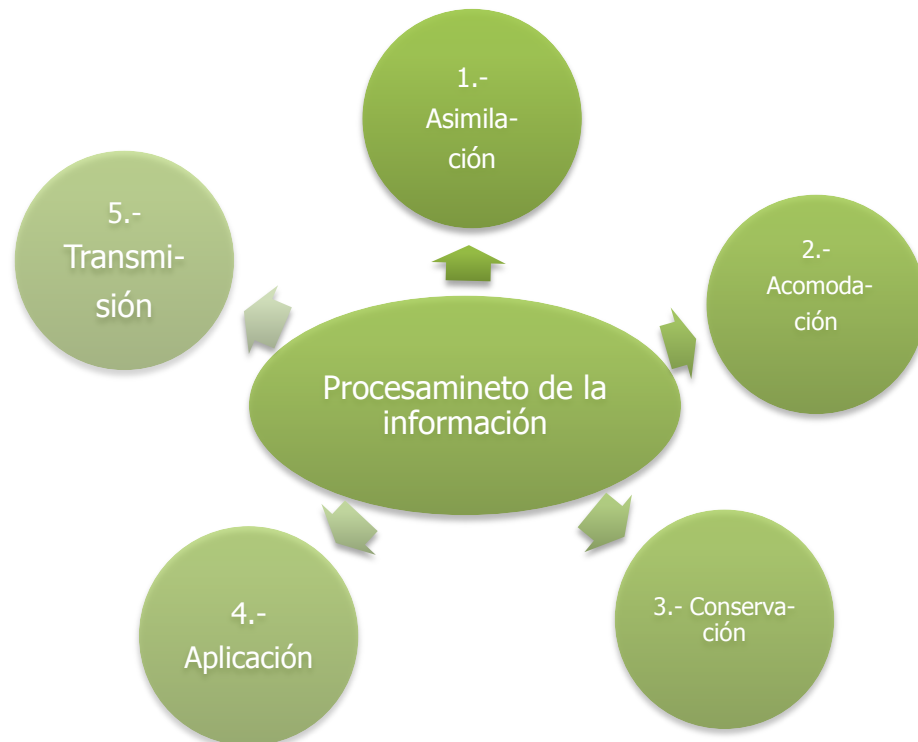 1.-
Asimila-
ción
2.-
Acomoda-
ción
3.- Conserva-
ción
4.-
Aplicación
5.-
Transmi-
sión
Procesamineto de la
información